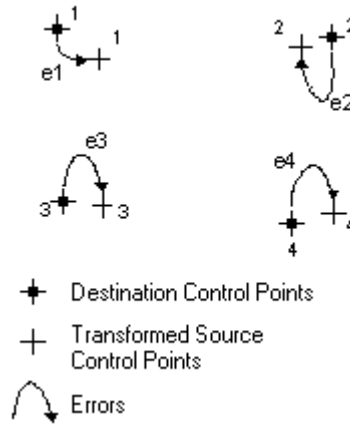 1
1
e1
2
2
e2
e3
3
3
e4
4
4
Destination Control Points
Transformed Source
Control Points
Errors